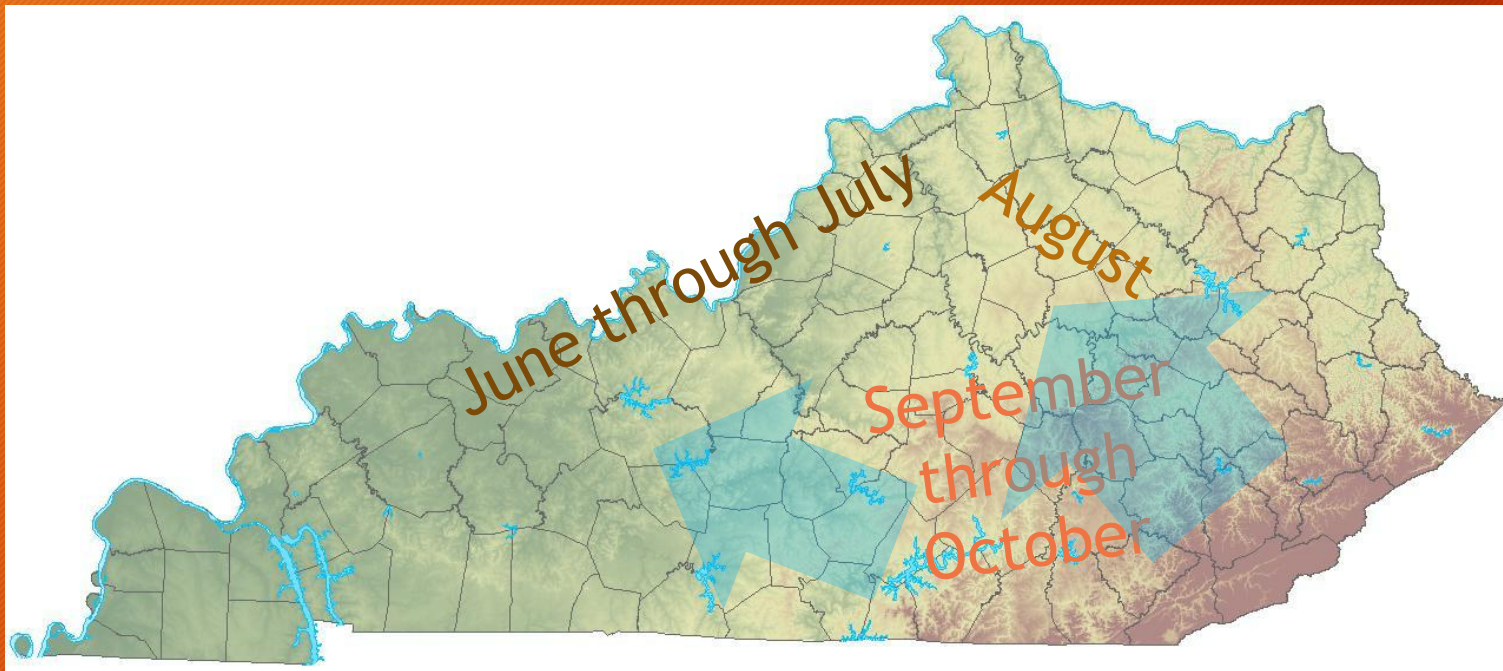 June through July
August
September
through
October